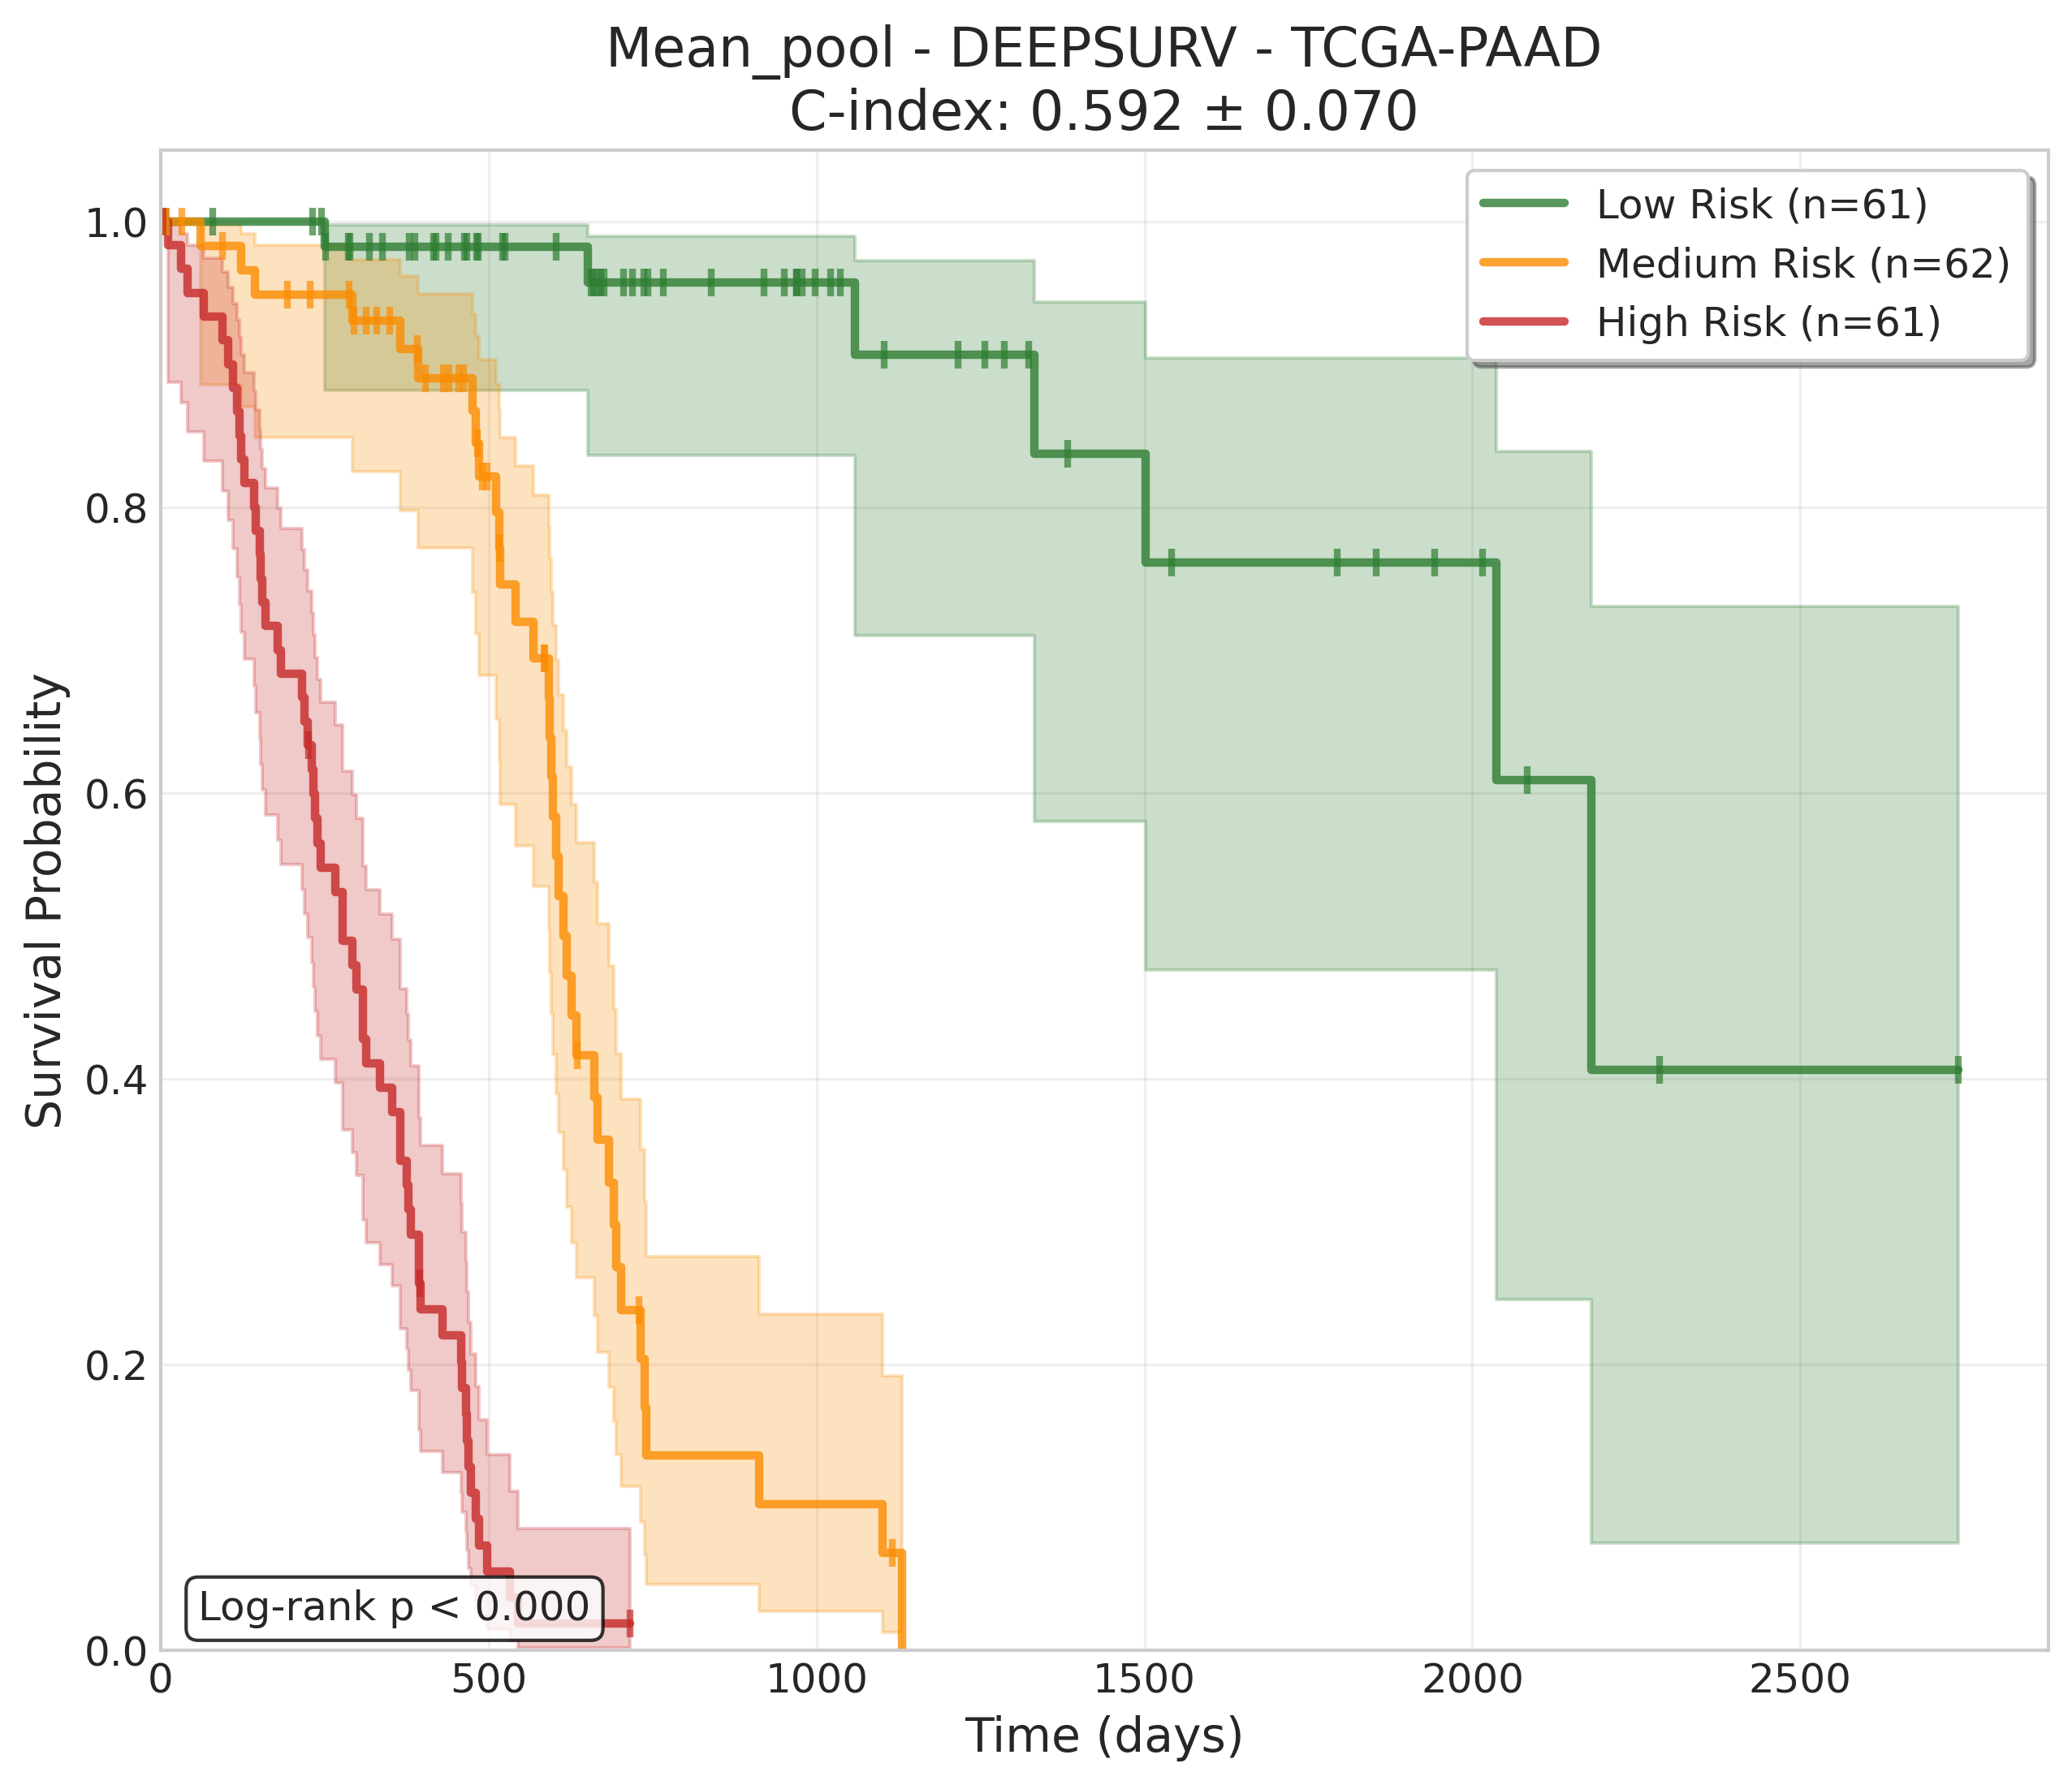 Mean_pool - DEEPSURV - TCGA-PAAD
C-index: 0.592 ± 0.070
Low Risk (n=61)
Medium Risk (n=62)
High Risk (n=61)
Survival Probability
1.0
0.8
0.6
0.4
0.2
0.0
Log-rank p < 0.000
0 500 1000 1500 2000 2500
Time (days)